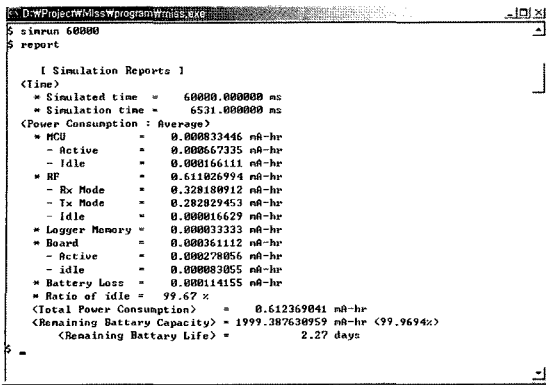 D:₩Project₩Miss₩program₩miss.exe
$ simrun 60000
$ report
[ Simulation Reports ]
<Time>
* Simulated time = 60000.000000 ms
* Simulation time = 6531.000000 ms
<Power Consumption : Average>
* MCU = 0.000833446 mA-hr
- Active = 0.000667335 mA-hr
- Idle = 0.000166111 mA-hr
* RF = 0.611026994 mA-hr
- Rx Mode = 0.328180912 mA-hr
- Tx Mode = 0.282829453 mA-hr
- Idle = 0.000016629 mA-hr
* Logger Memory = 0.000033333 mA-hr
* Board = 0.000361112 mA-hr
- Active = 0.000278056 mA-hr
- idle = 0.000083055 mA-hr
* Battery Loss = 0.000114155 mA-hr
* Ratio of idle = 99.67 %
<Total Power Consumption> = 0.612369041 mA-hr
<Remaining Battary Capacity> = 1999.387630959 mA-hr <99.9694%>
<Remaining Battary Life> = 2.27 days
$ _